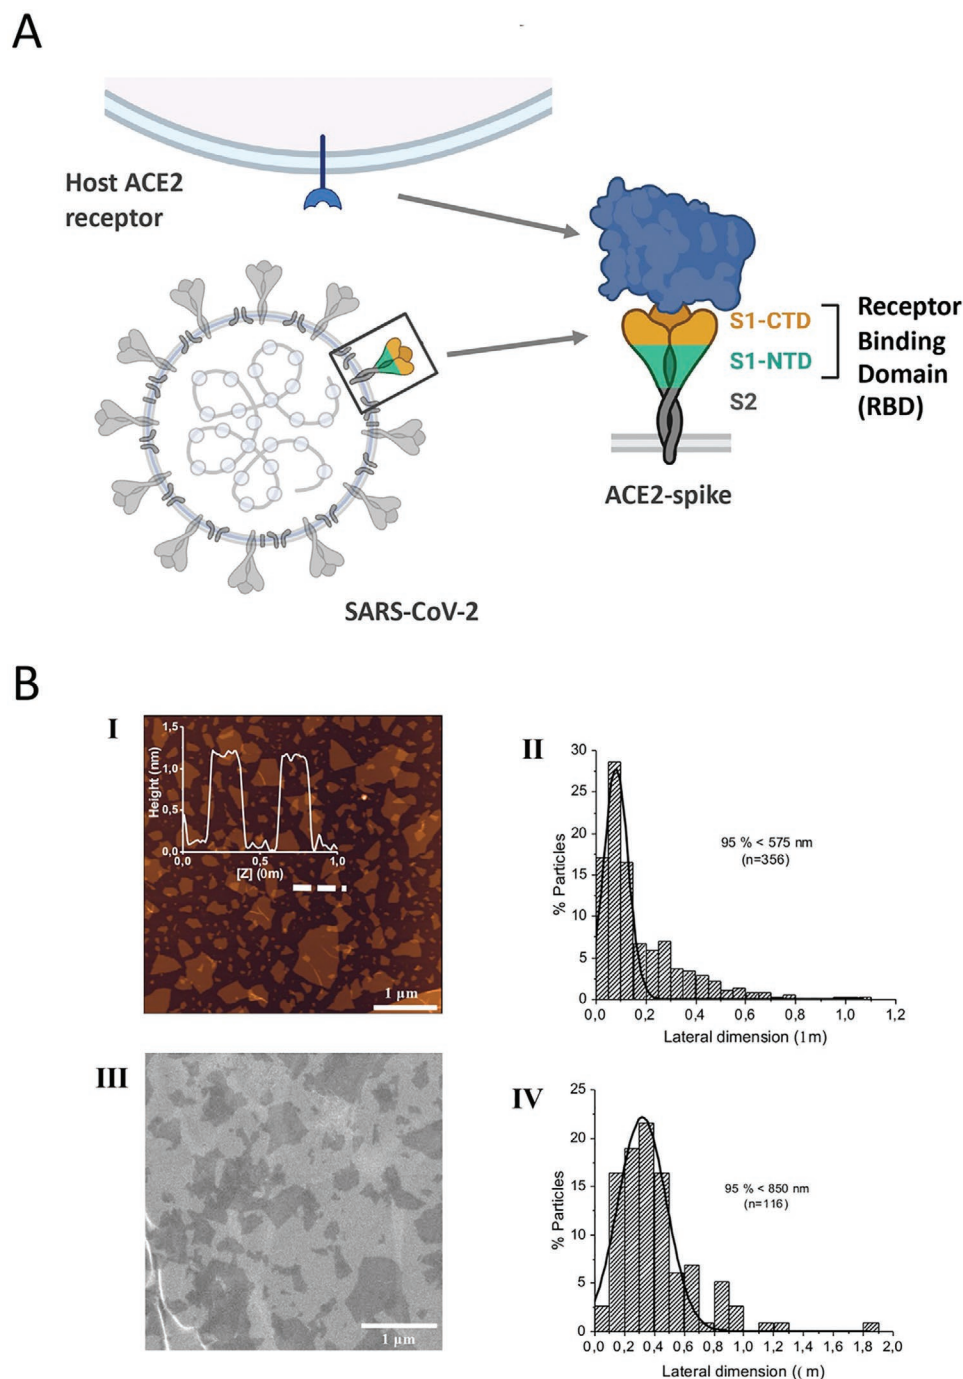 A
Host ACE2
receptor
S1-CTD
S1-NTD
S2
Receptor
Binding
Domain
(RBD)
ACE2-spike
SARS-CoV-2
B
I
1,5
1,0
0,5
0,0
Height (nm)
0,0 0,5 1,0
[Z] (0m)
1 µm
II
30
25
20
15
10
5
0
% Particles
95 % < 575 nm
(n=356)
0,0 0,2 0,4 0,6 0,8 1,0 1,2
Lateral dimension (1m)
III
1 µm
IV
25
20
15
10
5
0
% Particles
95 % < 850 nm
(n=116)
0,0 0,2 0,4 0,6 0,8 1,0 1,2 1,4 1,6 1,8 2,0
Lateral dimension (( m)